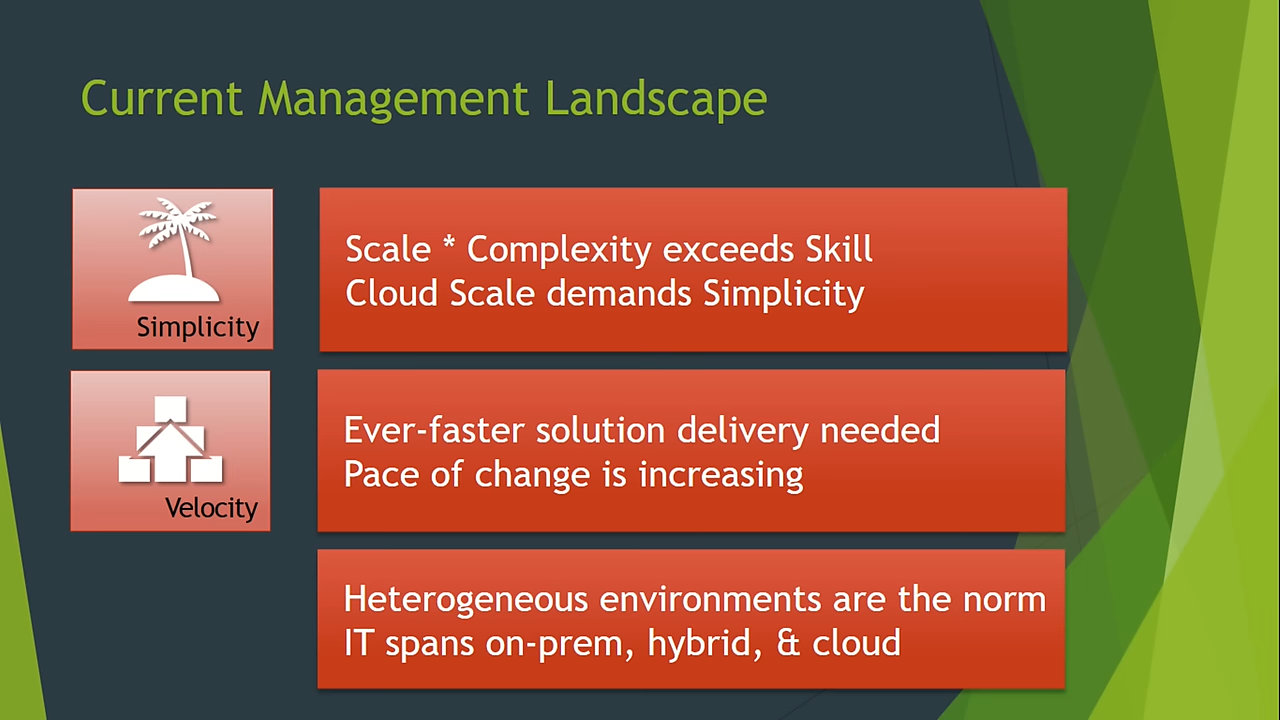 Current Management Landscape
Simplicity
Scale * Complexity exceeds Skill
Cloud Scale demands Simplicity
Velocity
Ever-faster solution delivery needed
Pace of change is increasing
Heterogeneous environments are the norm
IT spans on-prem, hybrid, & cloud